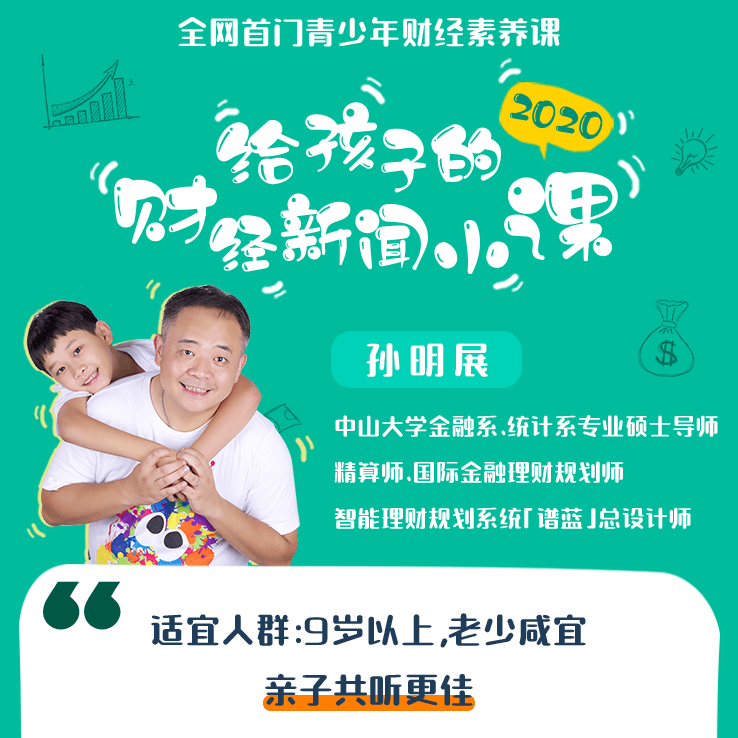 全网首门青少年财经素养课
2020
给孩子的
财经新闻小课
孙明展
中山大学金融系、统计系专业硕士导师
精算师、国际金融理财规划师
智能理财规划系统「谱蓝」总设计师
适宜人群:9岁以上,老少咸宜
亲子共听更佳